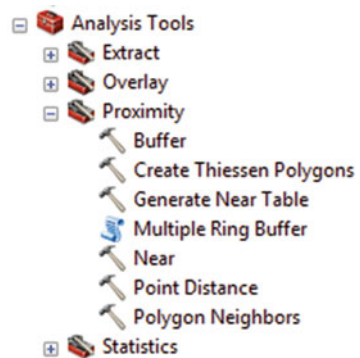 Analysis Tools
Extract
Overlay
Proximity
Buffer
Create Thiessen Polygons
Generate Near Table
Multiple Ring Buffer
Near
Point Distance
Polygon Neighbors
Statistics